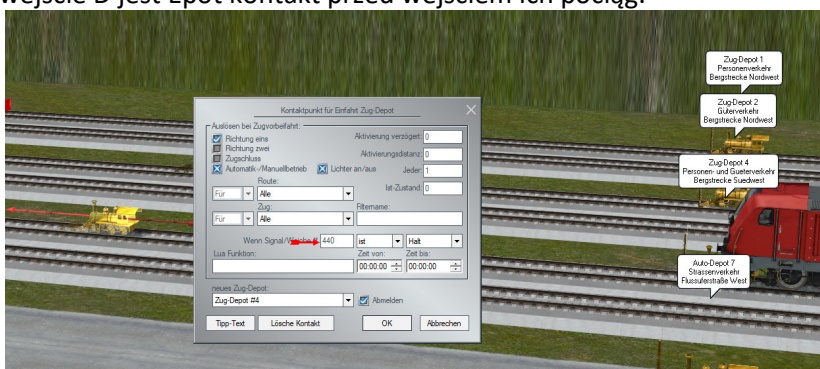 wejście D jest Epot kontakt przed wejściem ich pociąg.
Zug-Depot 1
Personenverkehr
Bergstrecke Nordwest
Zug-Depot 2
Güterverkehr
Bergstrecke Nordwest
Zug-Depot 4
Personen- und Gueterverkehr
Bergstrecke Suedwest
Auto-Depot 7
Strassenverkehr
Flussuferstraße West
Kontaktpunkt für Einfahrt Zug-Depot
Auslösen bei Zugvorbeifahrt:
Richtung eins
Aktivierung verzögert: 0
Richtung zwei
Zugschluss
Aktivierungsdistanz: 0
Automatik-/Manuellbetrieb Lichter an/aus Jeder: 1
Route:
Ist-Zustand 0
Für Alle
Zug: Filtername:
Für Alle
Wenn Signal/Weiche 440 ist Halt
Lua Funktion: Zeit von: Zeit bis:
00:00:00 00:00:00
neues Zug-Depot:
Zug-Depot #4 Abmelden
Tipp-Text Lösche Kontakt OK Abbrechen